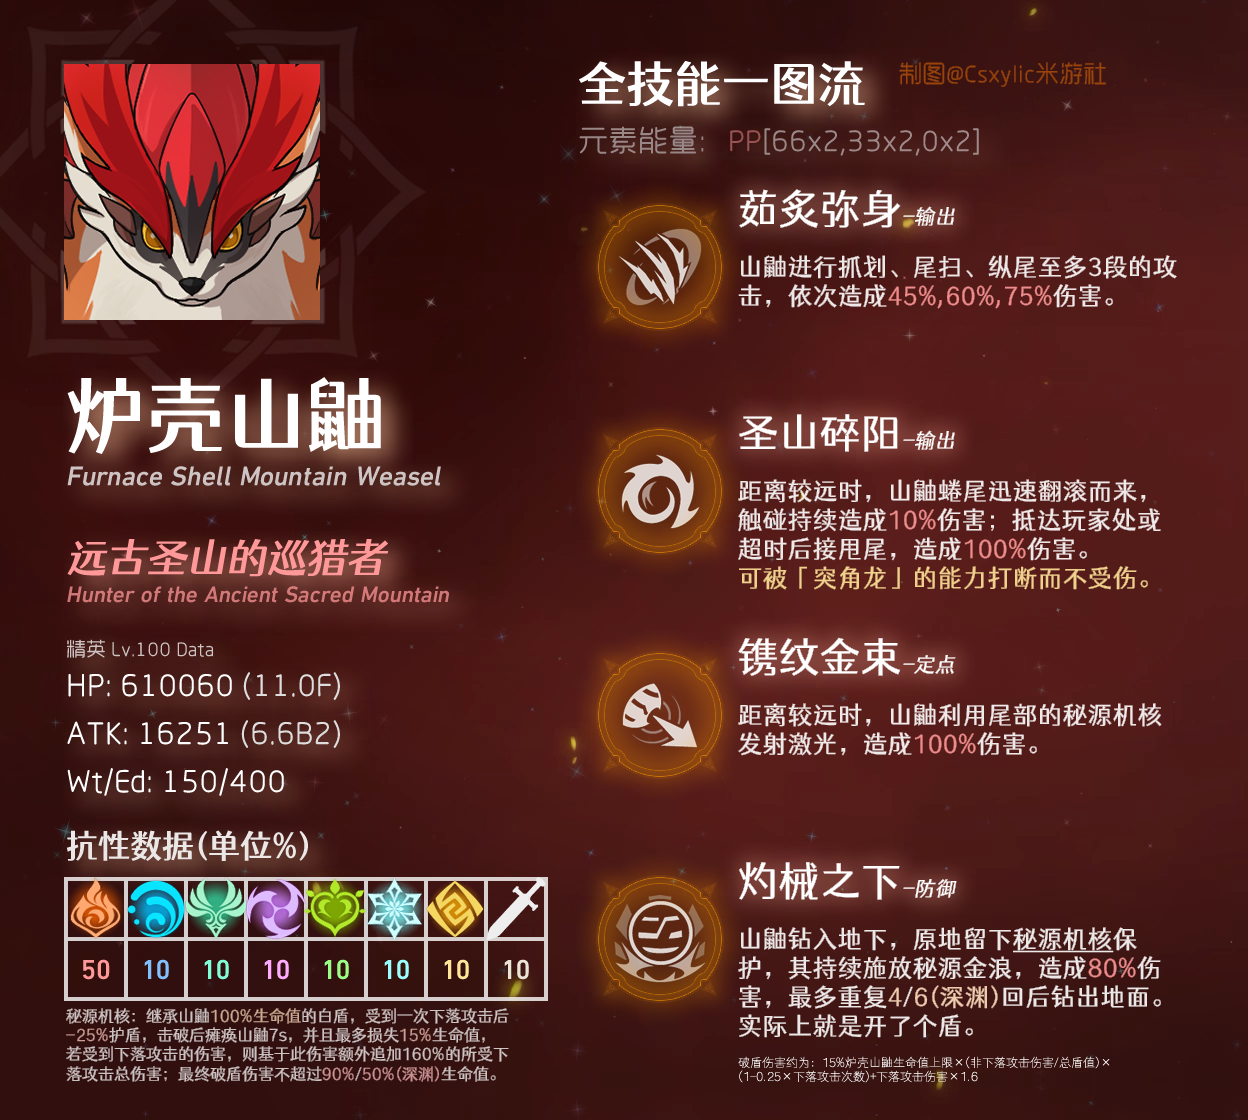 炉壳山鼬
Furnace Shell Mountain Weasel
远古圣山的巡猎者
Hunter of the Ancient Sacred Mountain
精英 Lv.100 Data
HP: 610060 (11.0F)
ATK: 16251 (6.6B2)
Wt/Ed: 150/400
抗性数据(单位%)
50 10 10 10 10 10 10 10
秘源机核：继承山鼬100%生命值的白盾，受到一次下落攻击后
-25%护盾，击破后瘫痪山鼬7s，并且最多损失15%生命值，
若受到下落攻击的伤害，则基于此伤害额外追加160%的所受下
落攻击总伤害；最终破盾伤害不超过90%/50%(深渊)生命值。
全技能一图流
制图@Csxylic米游社
元素能量： PP[66x2,33x2,0x2]
茹炙弥身-输出
山鼬进行抓划、尾扫、纵尾至多3段的攻
击，依次造成45%,60%,75%伤害。
圣山碎阳-输出
距离较远时，山鼬蜷尾迅速翻滚而来，
触碰持续造成10%伤害；抵达玩家处或
超时后接甩尾，造成100%伤害。
可被「突角龙」的能力打断而不受伤。
镌纹金束-定点
距离较远时，山鼬利用尾部的秘源机核
发射激光，造成100%伤害。
灼械之下-防御
山鼬钻入地下，原地留下秘源机核保
护，其持续施放秘源金浪，造成80%伤
害，最多重复4/6(深渊)回后钻出地面。
实际上就是开了个盾。
破盾伤害约为：15%炉壳山鼬生命值上限×(非下落攻击伤害/总盾值)×
(1-0.25×下落攻击次数)+下落攻击伤害×1.6